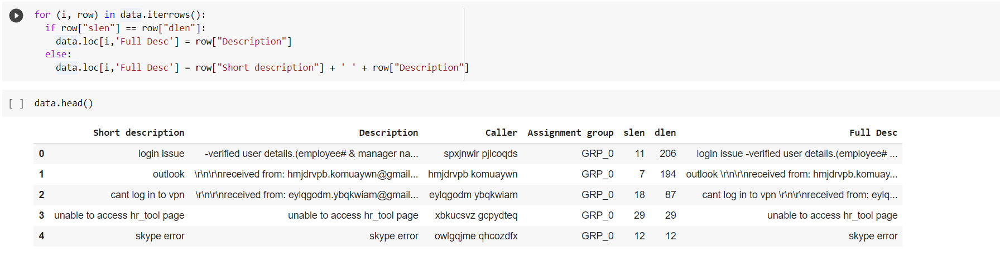 for (i, row) in data.iterrows():
if row["slen"] == row["dlen"]:
data.loc[i,'Full Desc'] = row["Description"]
else:
data.loc[i,'Full Desc'] = row["Short description"] + ' ' + row["Description"]
[ ] data.head()
Short description Description Caller Assignment group slen dlen Full Desc
0 login issue -verified user details.(employee# & manager na... spxjnwir pjlcoqds GRP_0 11 206 login issue -verified user details.(employee# ...
1 outlook \r\n\r\nreceived from: hmjdrvpb.komuaywn@gmail... hmjdrvpb komuaywn GRP_0 7 194 outlook \r\n\r\nreceived from: hmjdrvpb.komuay...
2 cant log in to vpn \r\n\r\nreceived from: eylqgodm.ybqkwiam@gmail... eylqgodm ybqkwiam GRP_0 18 87 cant log in to vpn \r\n\r\nreceived from: eylq...
3 unable to access hr_tool page unable to access hr_tool page xbkucsvz gcpydteq GRP_0 29 29 unable to access hr_tool page
4 skype error skype error owlgqjme qhcozdfx GRP_0 12 12 skype error